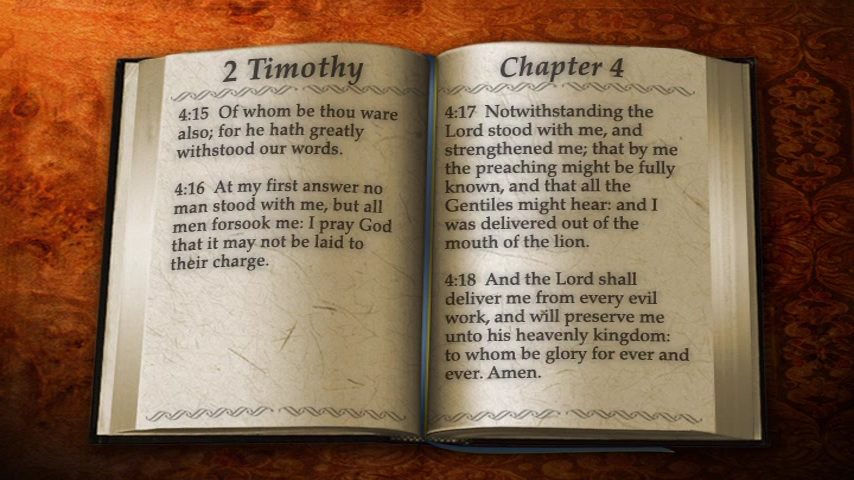 2 Timothy
4:15 Of whom be thou ware
also; for he hath greatly
withstood our words.
4:16 At my first answer no
man stood with me, but all
men forsook me: I pray God
that it may not be laid to
their charge.
Chapter 4
4:17 Notwithstanding the
Lord stood with me, and
strengthened me; that by me
the preaching might be fully
known, and that all the
Gentiles might hear: and I
was delivered out of the
mouth of the lion.
4:18 And the Lord shall
deliver me from every evil
work, and will preserve me
unto his heavenly kingdom:
to whom be glory for ever and
ever. Amen.